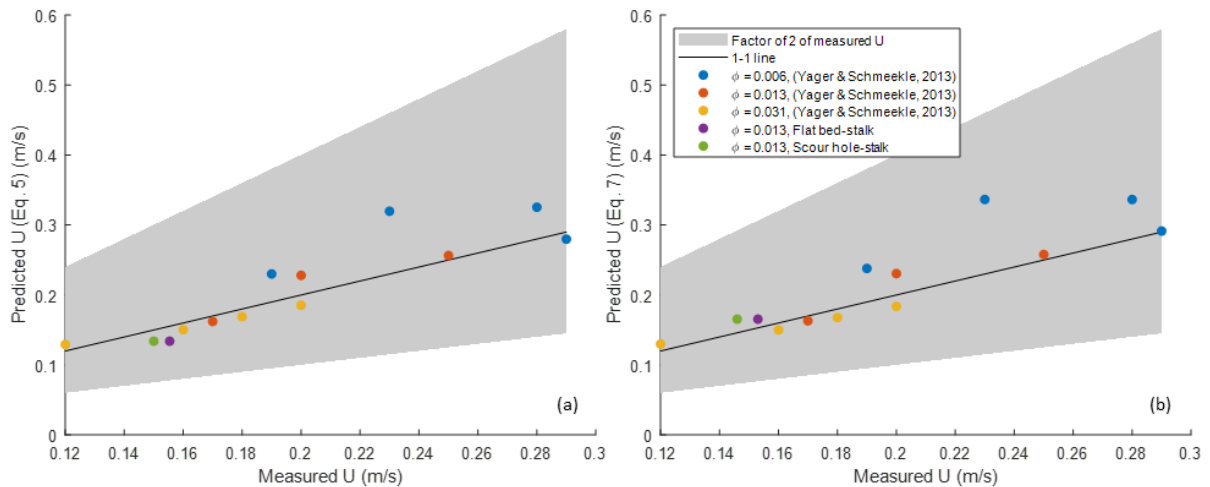 0.6
0.5
0.4
0.3
0.2
0.1
0
Predicted U (Eq. 5) (m/s)
0.12 0.14 0.16 0.18 0.2 0.22 0.24 0.26 0.28 0.3
Measured U (m/s)
(a)
0.6
0.5
0.4
0.3
0.2
0.1
0
Predicted U (Eq. 7) (m/s)
Factor of 2 of measured U
1-1 line
ϕ = 0.006, (Yager & Schmeekle, 2013)
ϕ = 0.013, (Yager & Schmeekle, 2013)
ϕ = 0.031, (Yager & Schmeekle, 2013)
ϕ = 0.013, Flat bed-stalk
ϕ = 0.013, Scour hole-stalk
0.12 0.14 0.16 0.18 0.2 0.22 0.24 0.26 0.28 0.3
Measured U (m/s)
(b)